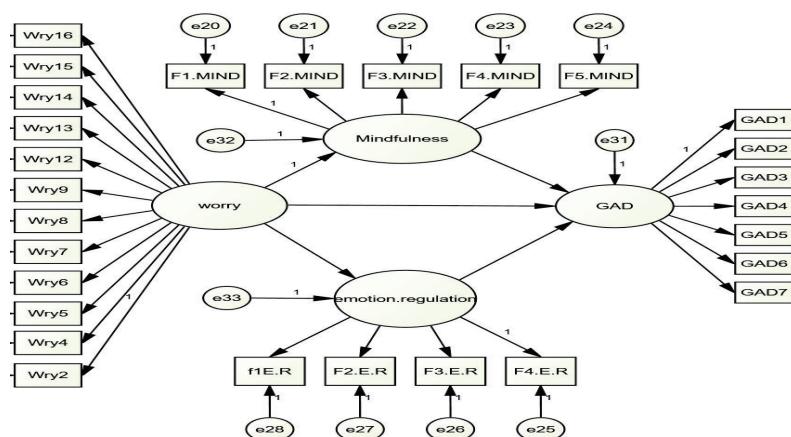 e20
e21
e22
e23
e24
1
1
1
1
1
F1.MIND
F2.MIND
F3.MIND
F4.MIND
F5.MIND
Wry16
Wry15
Wry14
Wry13
Wry12
Wry9
Wry8
Wry7
Wry6
Wry5
Wry4
Wry2
1
1
e32
1
Mindfulness
1
worry
e31
1
GAD
1
GAD1
GAD2
GAD3
GAD4
GAD5
GAD6
GAD7
e33
1
emotion.regulation
1
f1E.R
F2.E.R
F3.E.R
F4.E.R
1
1
1
1
e28
e27
e26
e25